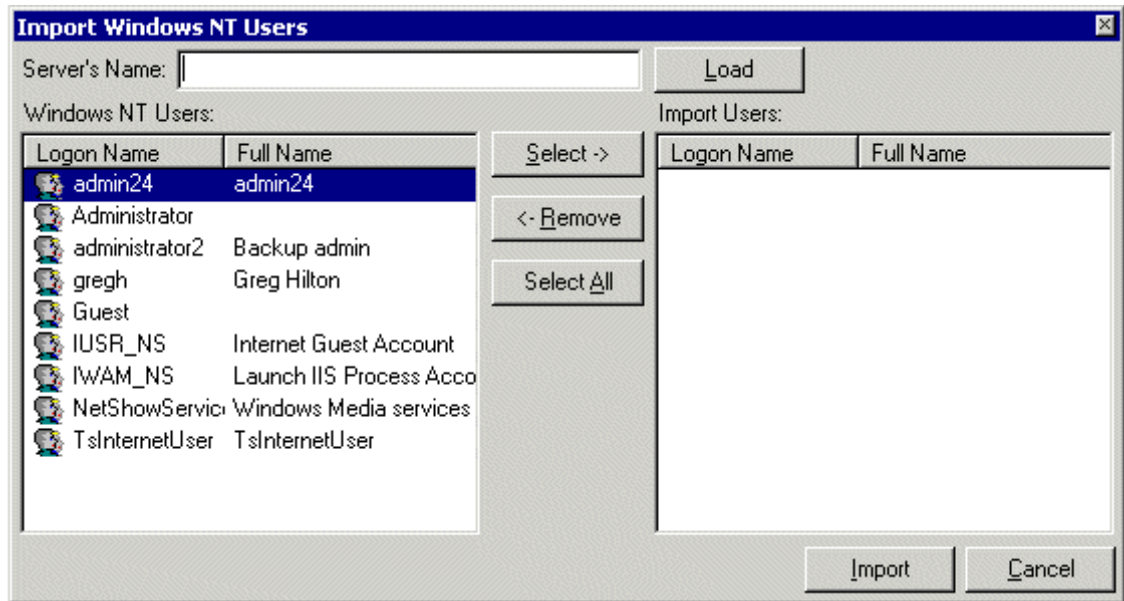 Import Windows NT Users
Server's Name: Load
Windows NT Users: Import Users:
Logon Name Full Name Select -> Logon Name Full Name
admin24 admin24
Administrator <- Remove
administrator2 Backup admin
gregh Greg Hilton Select All
Guest
IUSR_NS Internet Guest Account
IWAM_NS Launch IIS Process Acco
NetShowServic Windows Media services
TsInternetUser TsInternetUser
Import Cancel